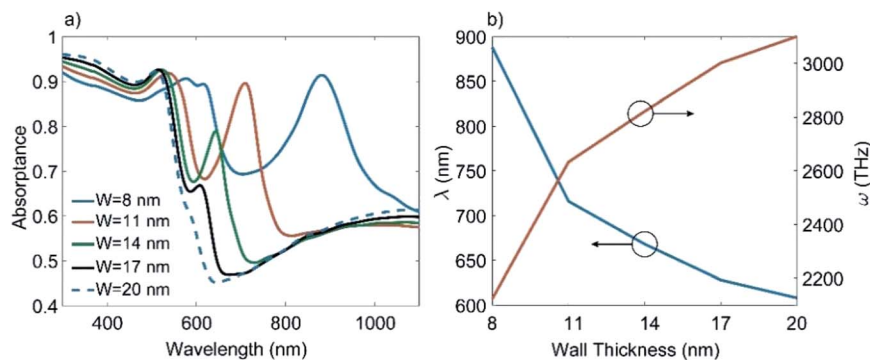 a)
1
0.9
0.8
0.7
0.6
0.5
0.4
Absorptance
W=8 nm
W=11 nm
W=14 nm
W=17 nm
W=20 nm
400 600 800 1000
Wavelength (nm)
b)
900
850
800
750
700
650
600
λ (nm)
3000
2800
2600
2400
2200
ω (THz)
8 11 14 17 20
Wall Thickness (nm)